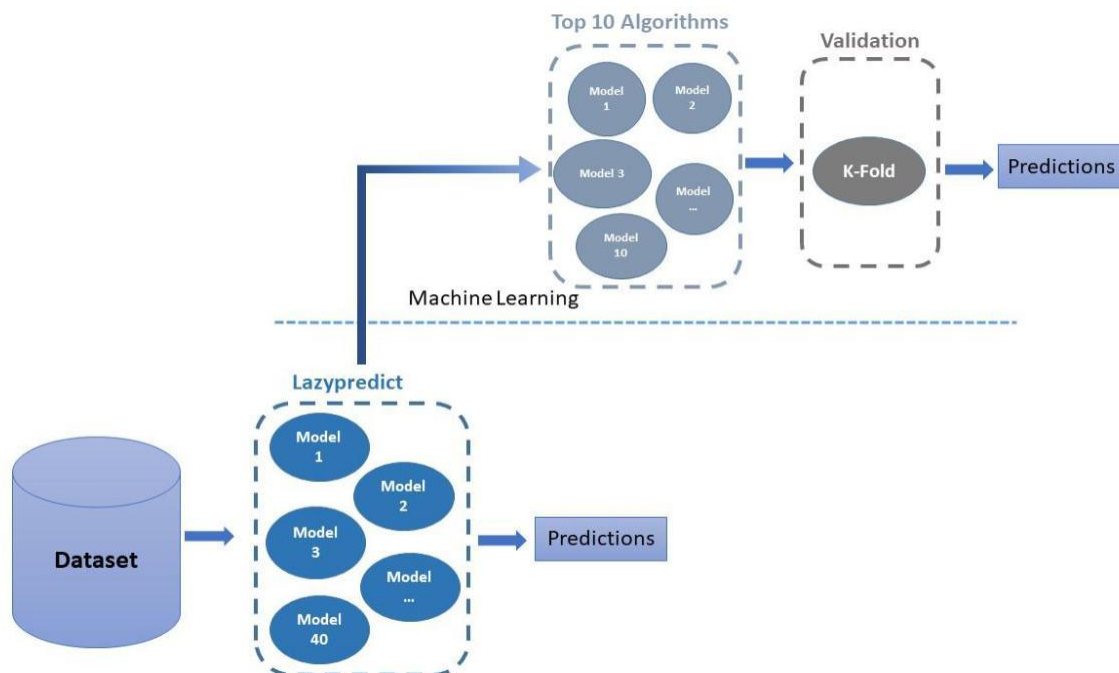 Top 10 Algorithms
Model
1
Model
2
Model 3
Model
...
Model
10
Validation
K-Fold
Predictions
Machine Learning
Lazypredict
Model
1
Model
2
Model
3
Model
...
Model
40
Dataset
Predictions